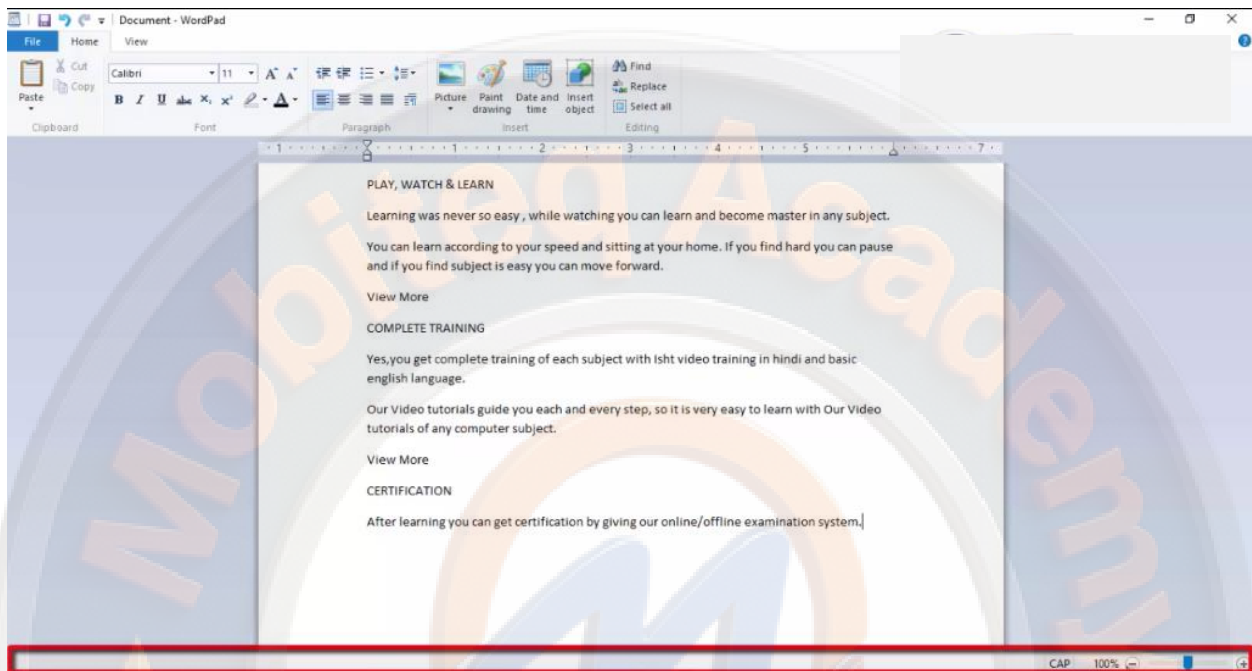 Document - WordPad
File Home View
Cut
Copy
Paste
Calibri 11
Find
Replace
Select all
Picture Paint drawing Date and time Insert object
Clipboard Font Paragraph Insert Editing
1 1 2 3 4 5 7
PLAY, WATCH & LEARN
Learning was never so easy , while watching you can learn and become master in any subject.
You can learn according to your speed and sitting at your home. If you find hard you can pause
and if you find subject is easy you can move forward.
View More
COMPLETE TRAINING
Yes,you get complete training of each subject with Isht video training in hindi and basic
english language.
Our Video tutorials guide you each and every step, so it is very easy to learn with Our Video
tutorials of any computer subject.
View More
CERTIFICATION
After learning you can get certification by giving our online/offline examination system.
CAP 100%
Mobiteq Academy